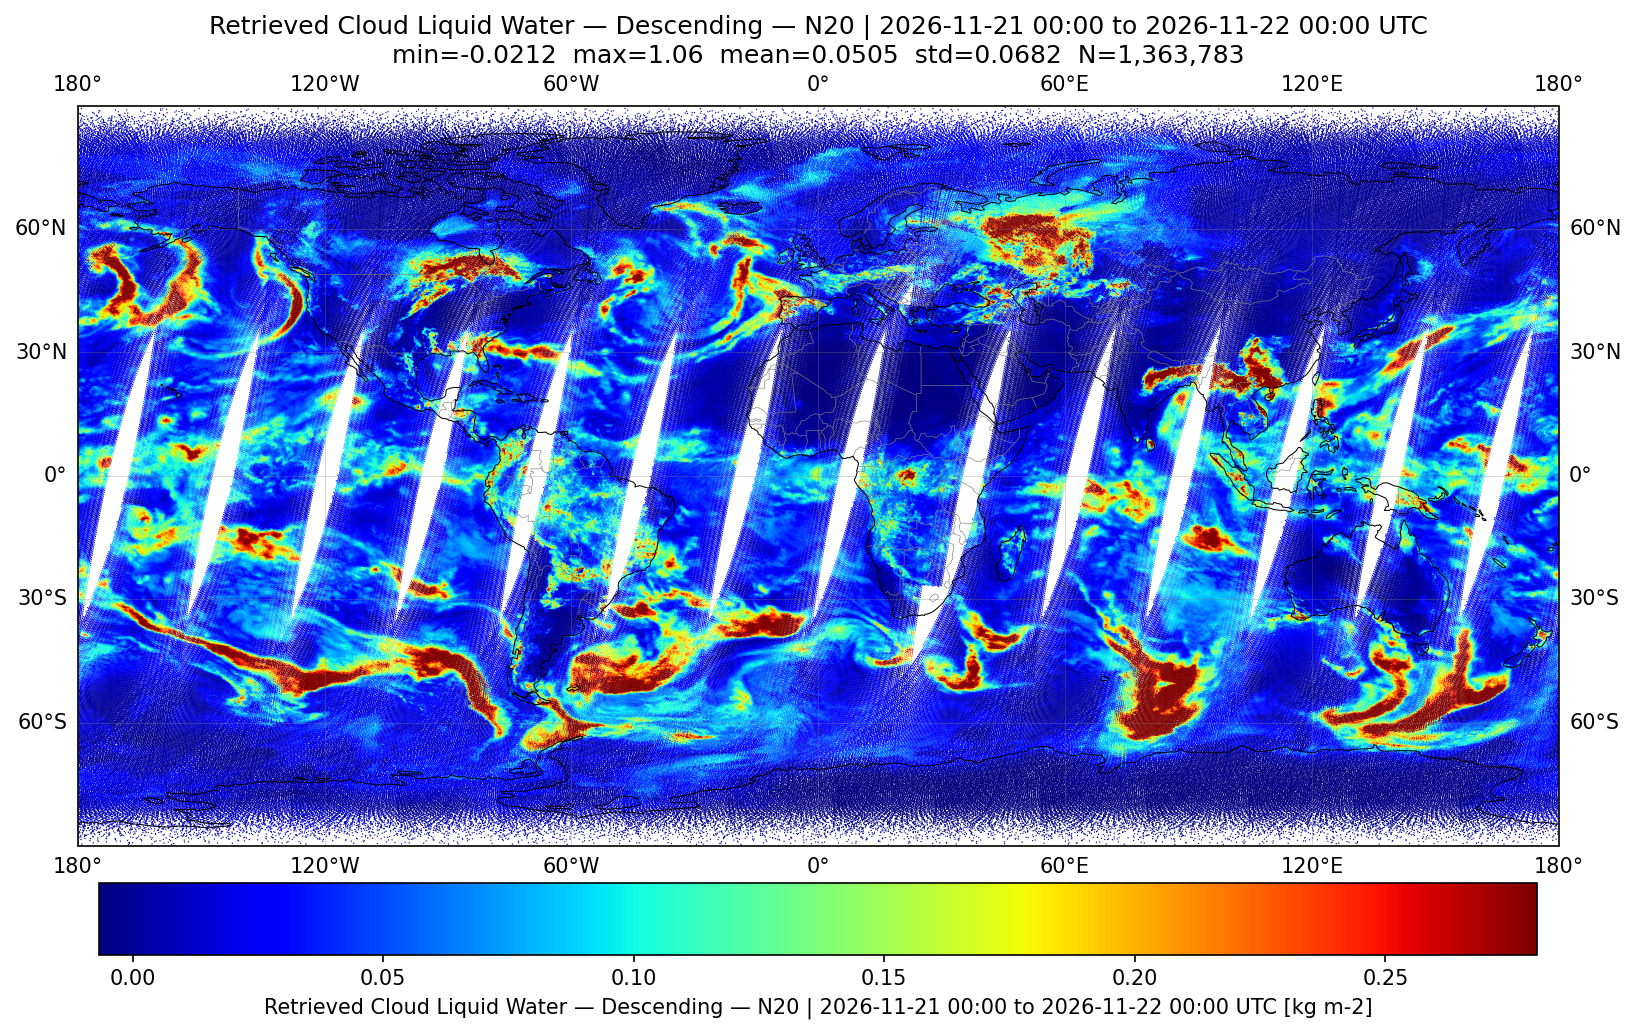 Retrieved Cloud Liquid Water — Descending — N20 | 2026-11-21 00:00 to 2026-11-22 00:00 UTC
min=-0.0212  max=1.06  mean=0.0505  std=0.0682  N=1,363,783
180° 120°W 60°W 0° 60°E 120°E 180°
60°N 60°N
30°N 30°N
0° 0°
30°S 30°S
60°S 60°S
180° 120°W 60°W 0° 60°E 120°E 180°
0.00 0.05 0.10 0.15 0.20 0.25
Retrieved Cloud Liquid Water — Descending — N20 | 2026-11-21 00:00 to 2026-11-22 00:00 UTC [kg m-2]